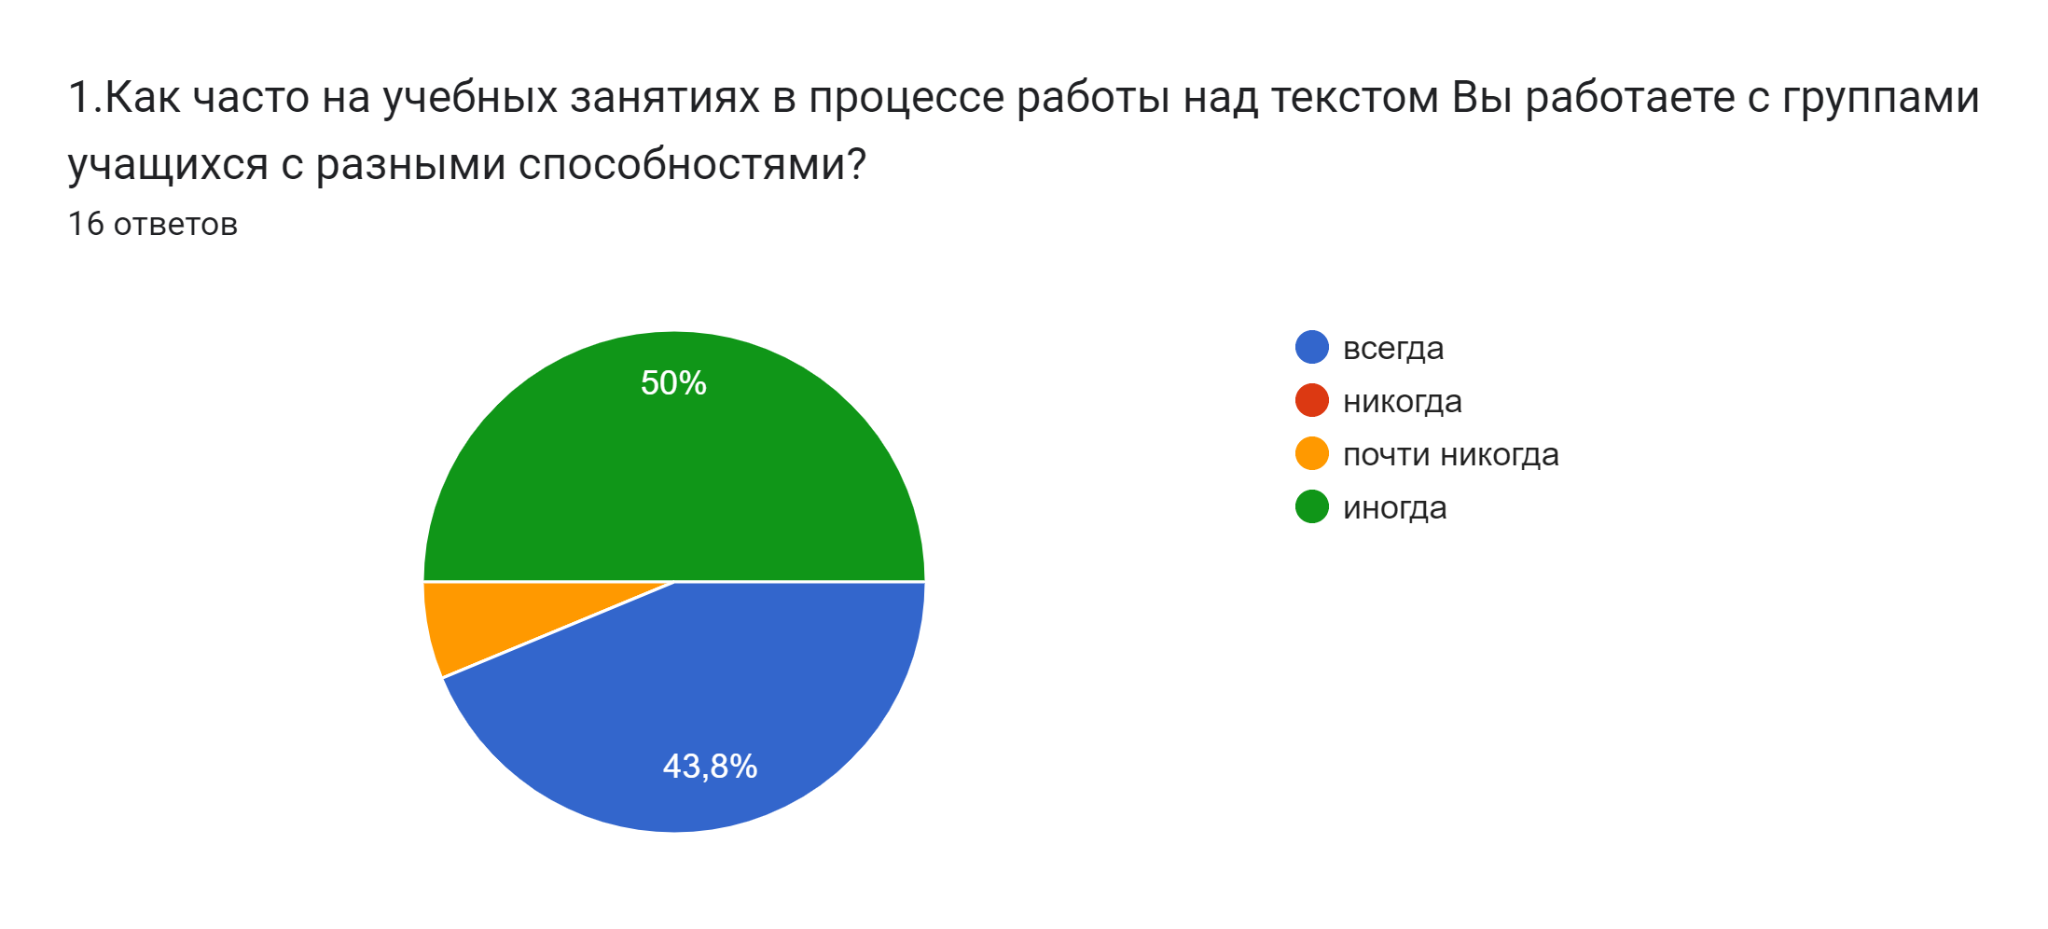 1.Как часто на учебных занятиях в процессе работы над текстом Вы работаете с группами
учащихся с разными способностями?
16 ответов
50%
43,8%
всегда
никогда
почти никогда
иногда